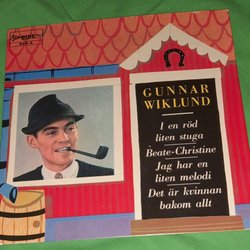 GUNNAR
WIKLUND
I en röd
liten stuga
Beate-Christine
Jag har en
liten melodi
Det är kvinnan
bakom allt